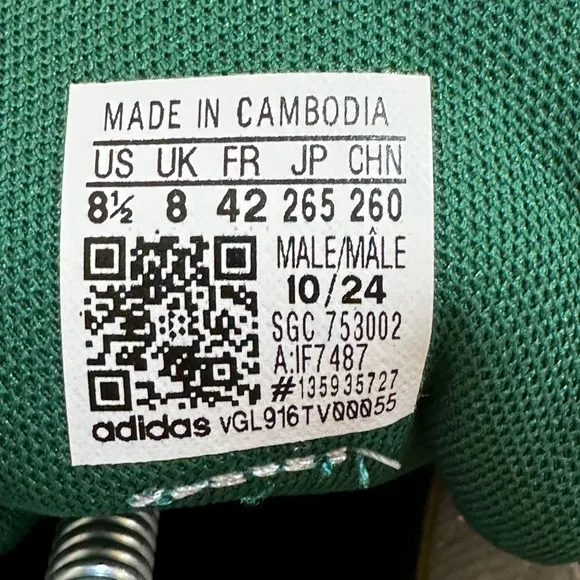 MADE IN CAMBODIA
US UK FR JP CHN
8½ 8 42 265 260
MALE/MÂLE
10/24
SGC 753002
A:IF7487
#135935727
adidas VGL916TV00055